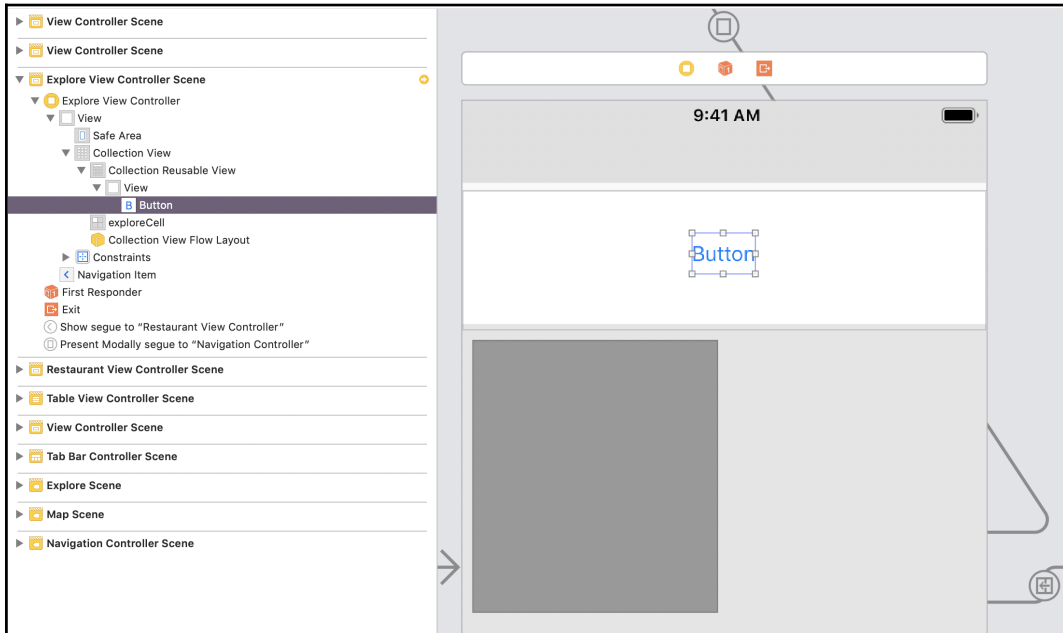 View Controller Scene
View Controller Scene
Explore View Controller Scene
Explore View Controller
View
Safe Area
Collection View
Collection Reusable View
View
B Button
exploreCell
Collection View Flow Layout
Constraints
Navigation Item
First Responder
Exit
Show segue to “Restaurant View Controller”
Present Modally segue to “Navigation Controller”
Restaurant View Controller Scene
Table View Controller Scene
View Controller Scene
Tab Bar Controller Scene
Explore Scene
Map Scene
Navigation Controller Scene
9:41 AM
Button